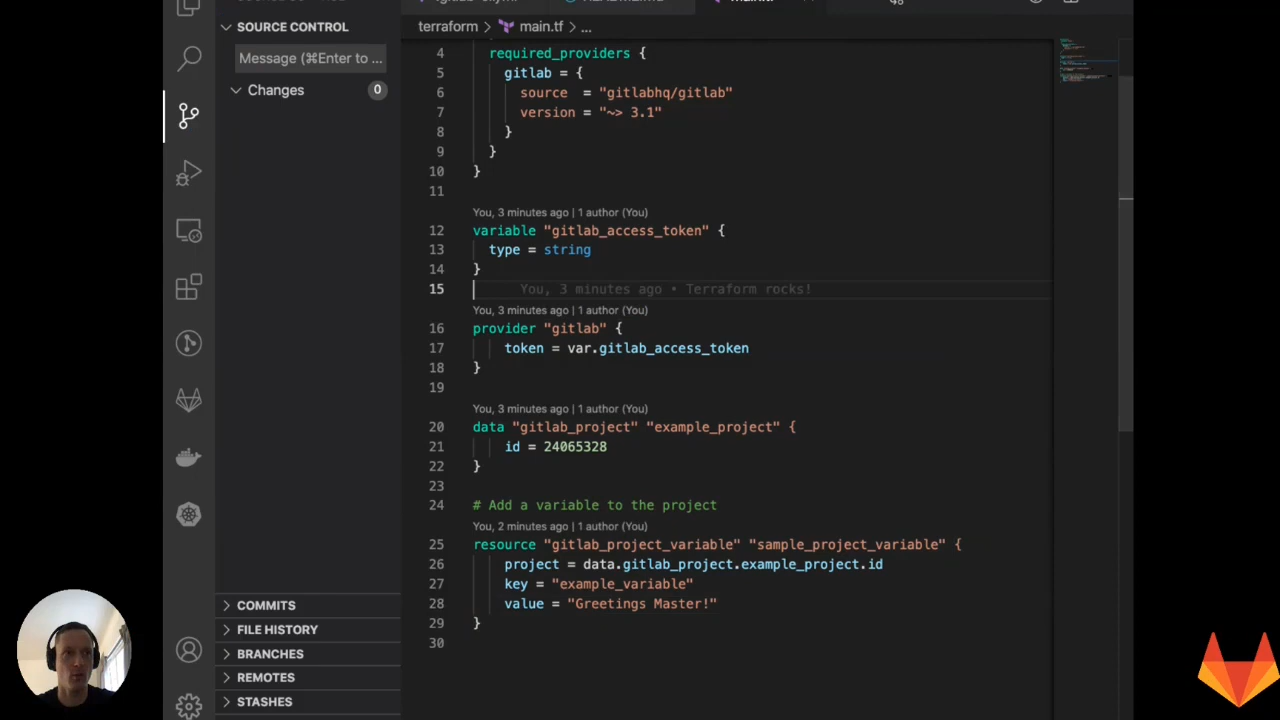 SOURCE CONTROL
Message (⌘Enter to ...
Changes
0
COMMITS
FILE HISTORY
BRANCHES
REMOTES
STASHES
terraform > main.tf > ...
4 required_providers {
5 gitlab = {
6 source = "gitlabhq/gitlab"
7 version = "~> 3.1"
8 }
9 }
10 }
11
You, 3 minutes ago | 1 author (You)
12 variable "gitlab_access_token" {
13 type = string
14 }
15 You, 3 minutes ago • Terraform rocks!
You, 3 minutes ago | 1 author (You)
16 provider "gitlab" {
17 token = var.gitlab_access_token
18 }
19
You, 3 minutes ago | 1 author (You)
20 data "gitlab_project" "example_project" {
21 id = 24065328
22 }
23
24 # Add a variable to the project
You, 2 minutes ago | 1 author (You)
25 resource "gitlab_project_variable" "sample_project_variable" {
26 project = data.gitlab_project.example_project.id
27 key = "example_variable"
28 value = "Greetings Master!"
29 }
30